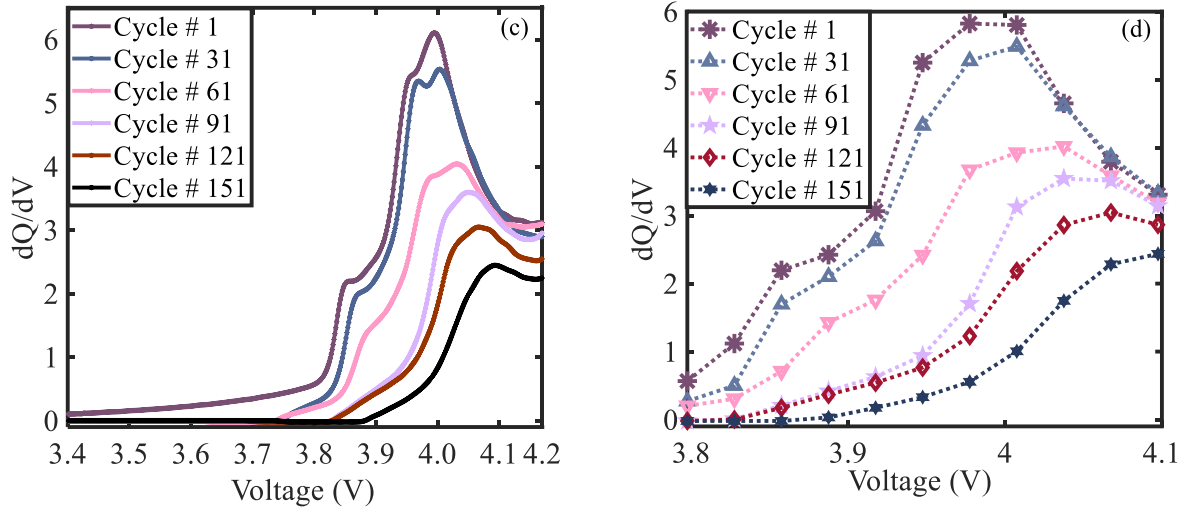 (c)
Cycle # 1
Cycle # 31
Cycle # 61
Cycle # 91
Cycle # 121
Cycle # 151
dQ/dV
6
5
4
3
2
1
0
3.4 3.5 3.6 3.7 3.8 3.9 4.0 4.1 4.2
Voltage (V)
(d)
Cycle # 1
Cycle # 31
Cycle # 61
Cycle # 91
Cycle # 121
Cycle # 151
dQ/dV
6
5
4
3
2
1
0
3.8 3.9 4 4.1
Voltage (V)